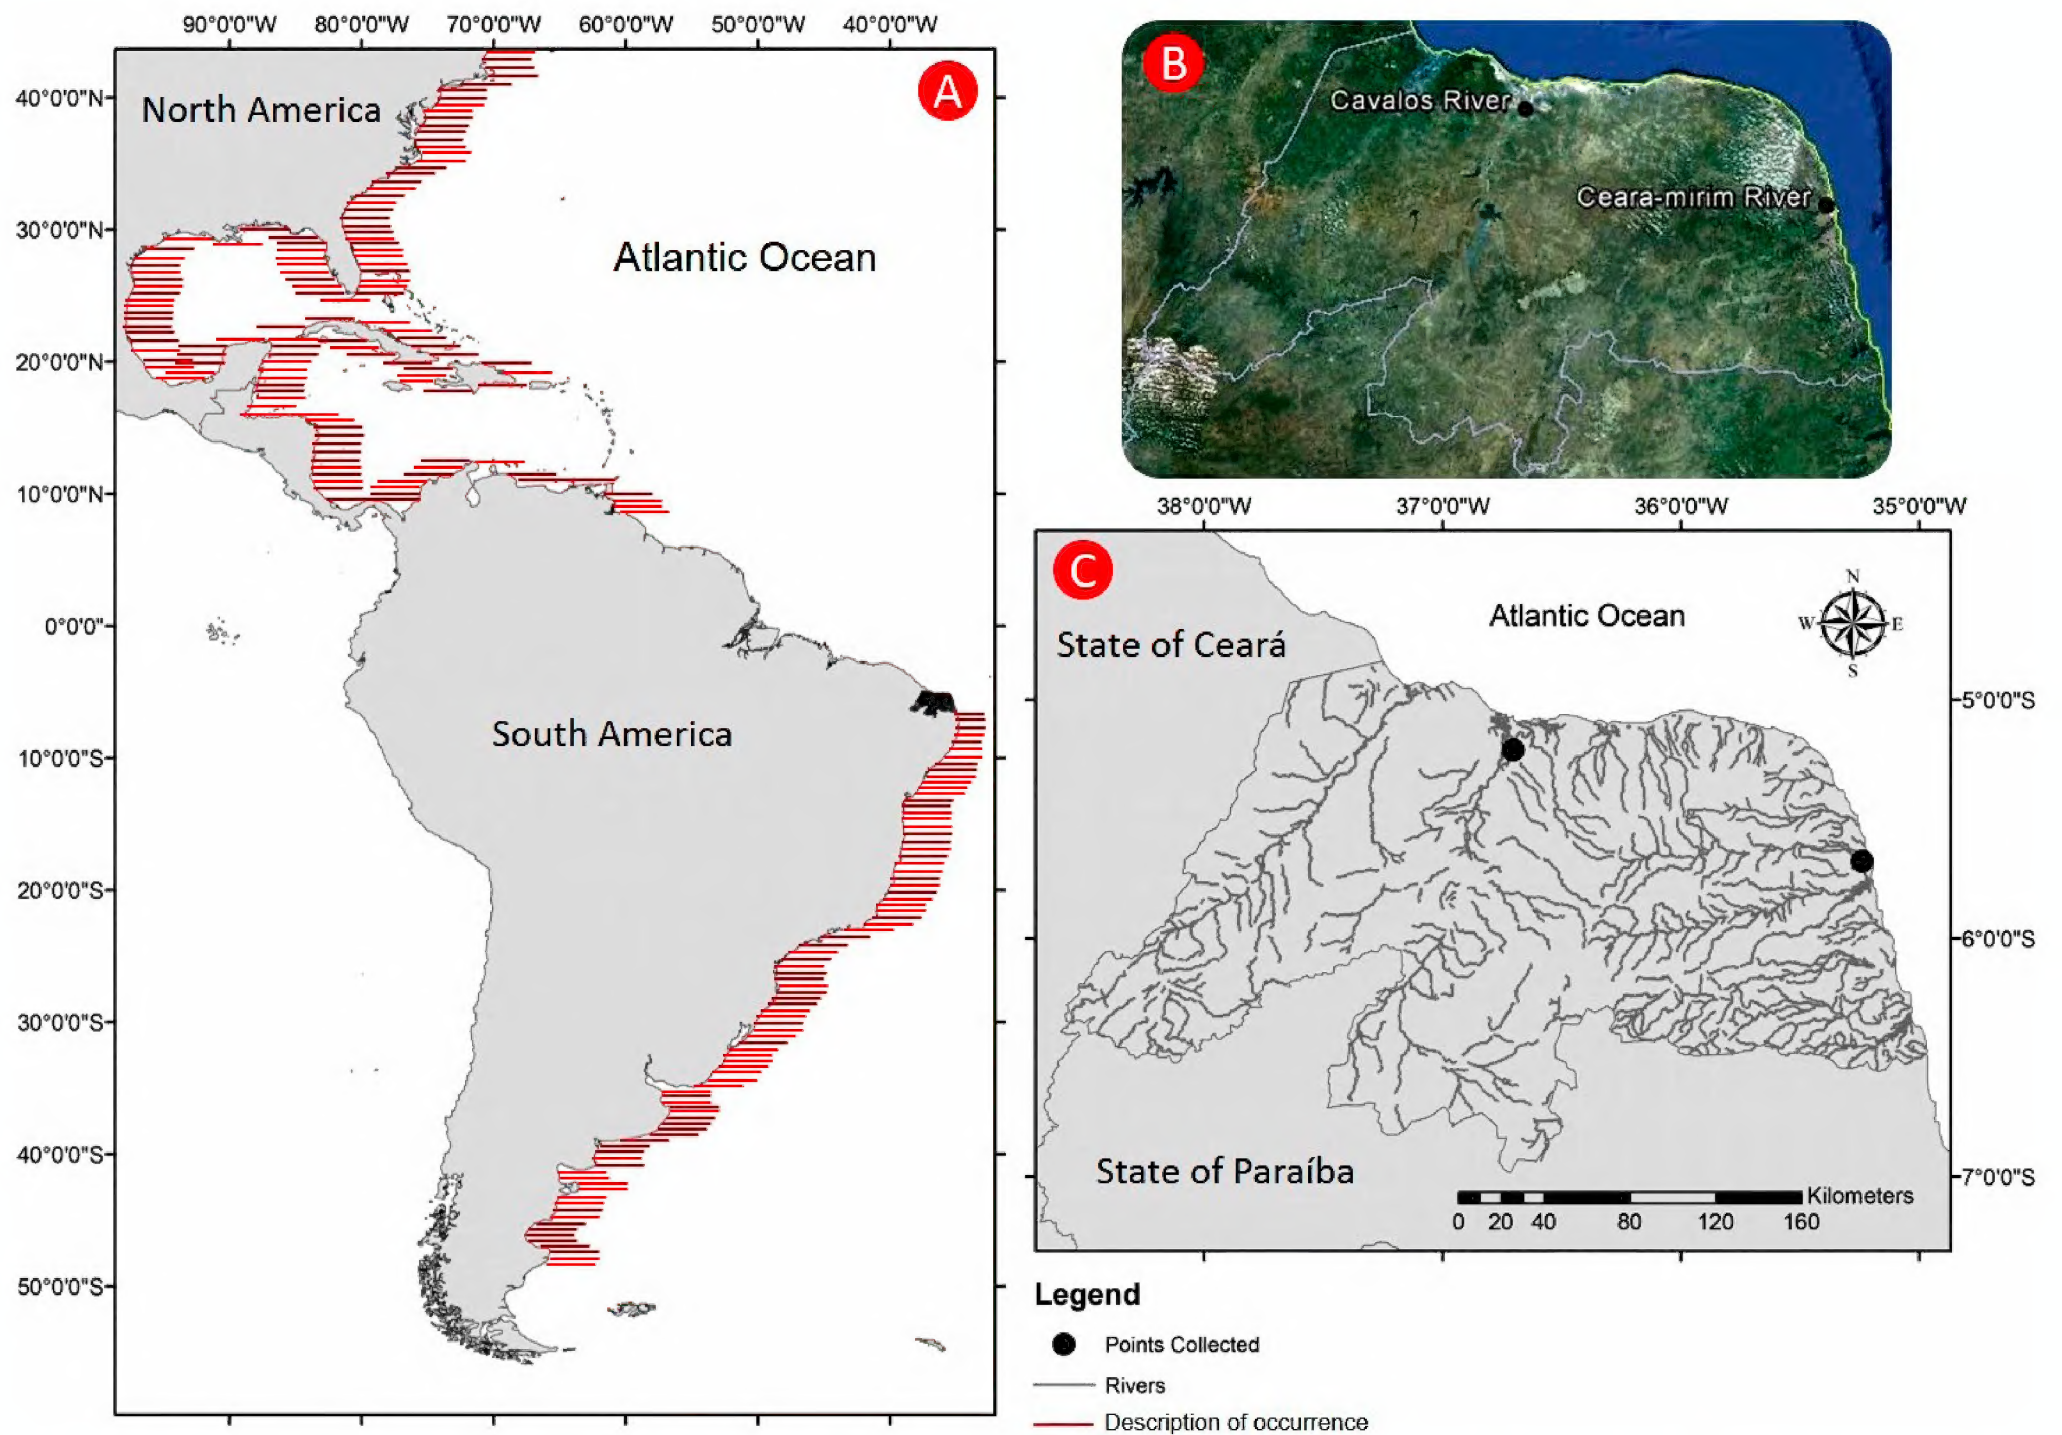 90°0'0"W 80°0'0"W 70°0'0"W 60°0'0"W 50°0'0"W 40°0'0"W
A
40°0'0"N
30°0'0"N
20°0'0"N
10°0'0"N
0°0'0"
10°0'0"S
20°0'0"S
30°0'0"S
40°0'0"S
50°0'0"S
North America
Atlantic Ocean
South America
B
Cavalos River
Ceara-mirim River
38°0'0"W 37°0'0"W 36°0'0"W 35°0'0"W
C
Atlantic Ocean
N
W E
S
State of Ceará
5°0'0"S
6°0'0"S
7°0'0"S
State of Paraíba
Kilometers
0 20 40 80 120 160
Legend
Points Collected
Rivers
Description of occurrence